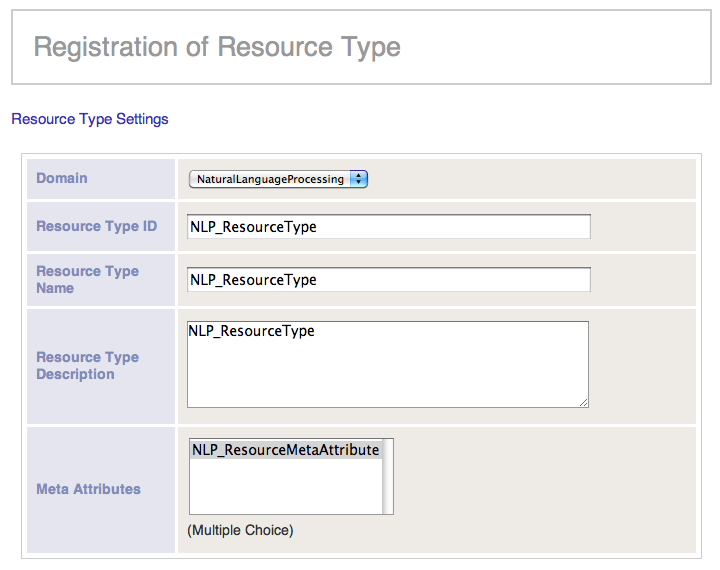 Registration of Resource Type
Resource Type Settings
Domain
NaturalLanguageProcessing
Resource Type ID
NLP_ResourceType
Resource Type
Name
NLP_ResourceType
Resource Type
Description
NLP_ResourceType
Meta Attributes
NLP_ResourceMetaAttribute
(Multiple Choice)